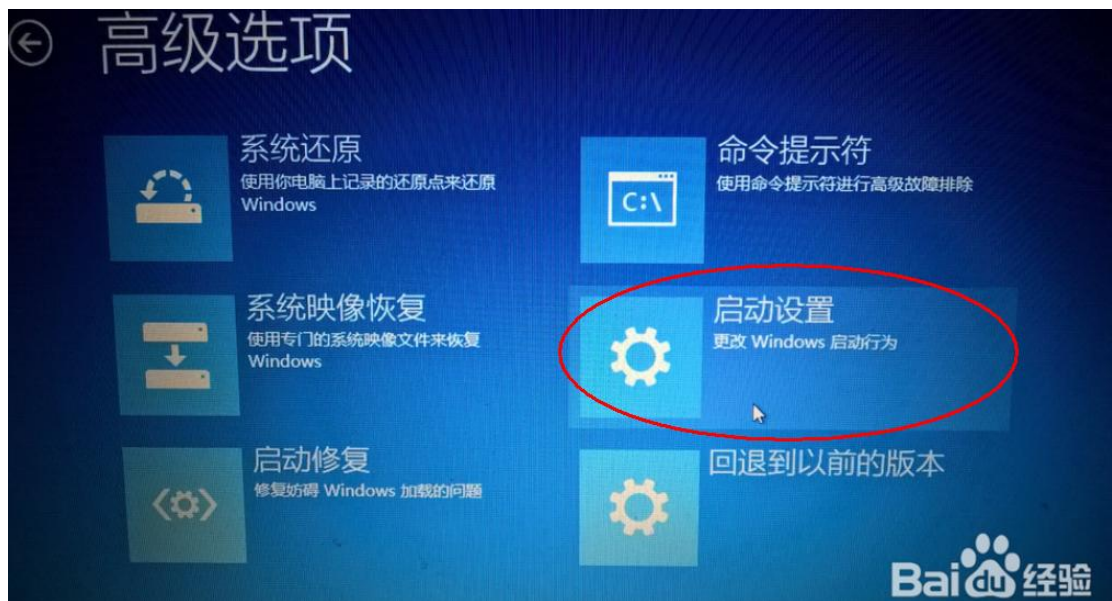 高级选项
系统还原
使用你电脑上记录的还原点来还原
Windows
命令提示符
使用命令提示符进行高级故障排除
C:\
系统映像恢复
使用专门的系统映像文件来恢复
Windows
启动设置
更改 Windows 启动行为
启动修复
修复妨碍 Windows 加载的问题
回退到以前的版本
Bai du 经验